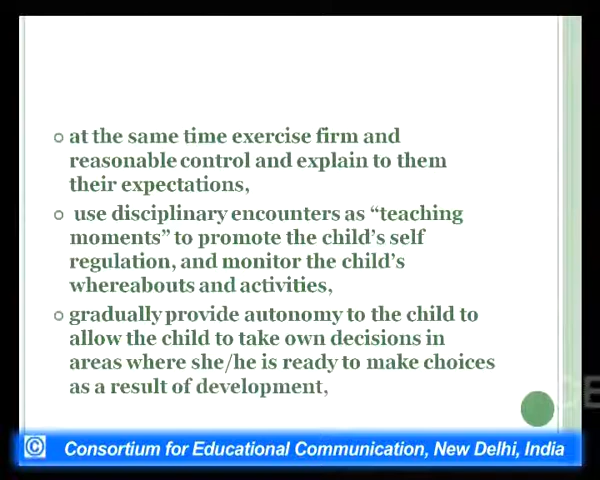 at the same time exercise firm and
reasonable control and explain to them
their expectations,
use disciplinary encounters as “teaching
moments” to promote the child’s self
regulation, and monitor the child’s
whereabouts and activities,
gradually provide autonomy to the child to
allow the child to take own decisions in
areas where she/he is ready to make choices
as a result of development,
CE
© Consortium for Educational Communication, New Delhi, India